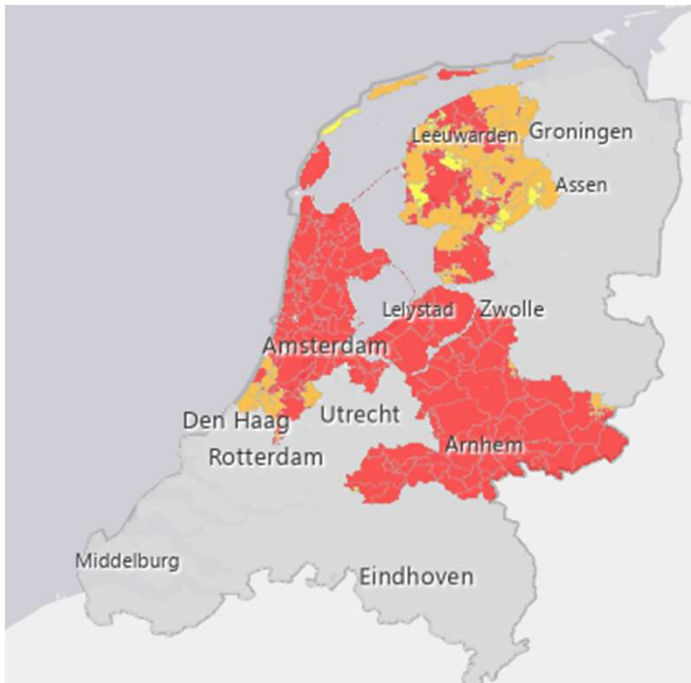 Leeuwarden
Groningen
Assen
Lelystad
Zwolle
Amsterdam
Den Haag
Utrecht
Arnhem
Rotterdam
Middelburg
Eindhoven